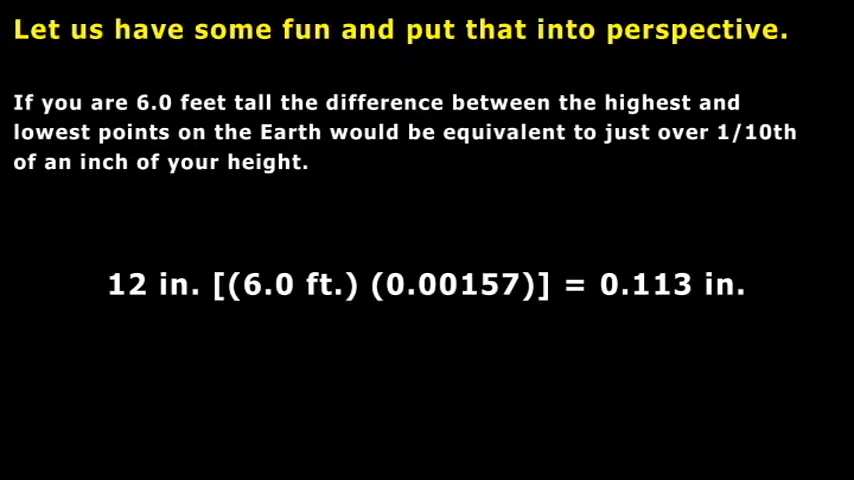 Let us have some fun and put that into perspective.
If you are 6.0 feet tall the difference between the highest and
lowest points on the Earth would be equivalent to just over 1/10th
of an inch of your height.
12 in. [(6.0 ft.) (0.00157)] = 0.113 in.